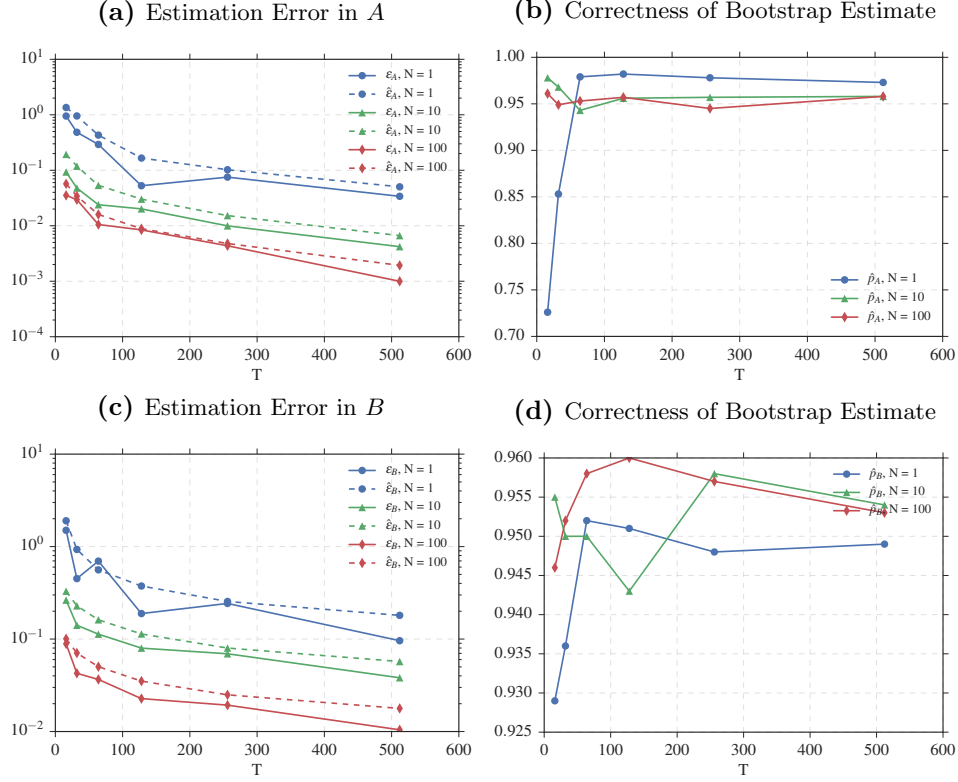 (a) Estimation Error in A
10^1
10^0
10^-1
10^-2
10^-3
10^-4
0 100 200 300 400 500 600
T
ε_A, N = 1
ε̂_A, N = 1
ε_A, N = 10
ε̂_A, N = 10
ε_A, N = 100
ε̂_A, N = 100
(b) Correctness of Bootstrap Estimate
1.00
0.95
0.90
0.85
0.80
0.75
0.70
0 100 200 300 400 500 600
T
p̂_A, N = 1
p̂_A, N = 10
p̂_A, N = 100
(c) Estimation Error in B
10^1
10^0
10^-1
10^-2
0 100 200 300 400 500 600
T
ε_B, N = 1
ε̂_B, N = 1
ε_B, N = 10
ε̂_B, N = 10
ε_B, N = 100
ε̂_B, N = 100
(d) Correctness of Bootstrap Estimate
0.960
0.955
0.950
0.945
0.940
0.935
0.930
0.925
0 100 200 300 400 500 600
T
p̂_B, N = 1
p̂_B, N = 10
p̂_B, N = 100